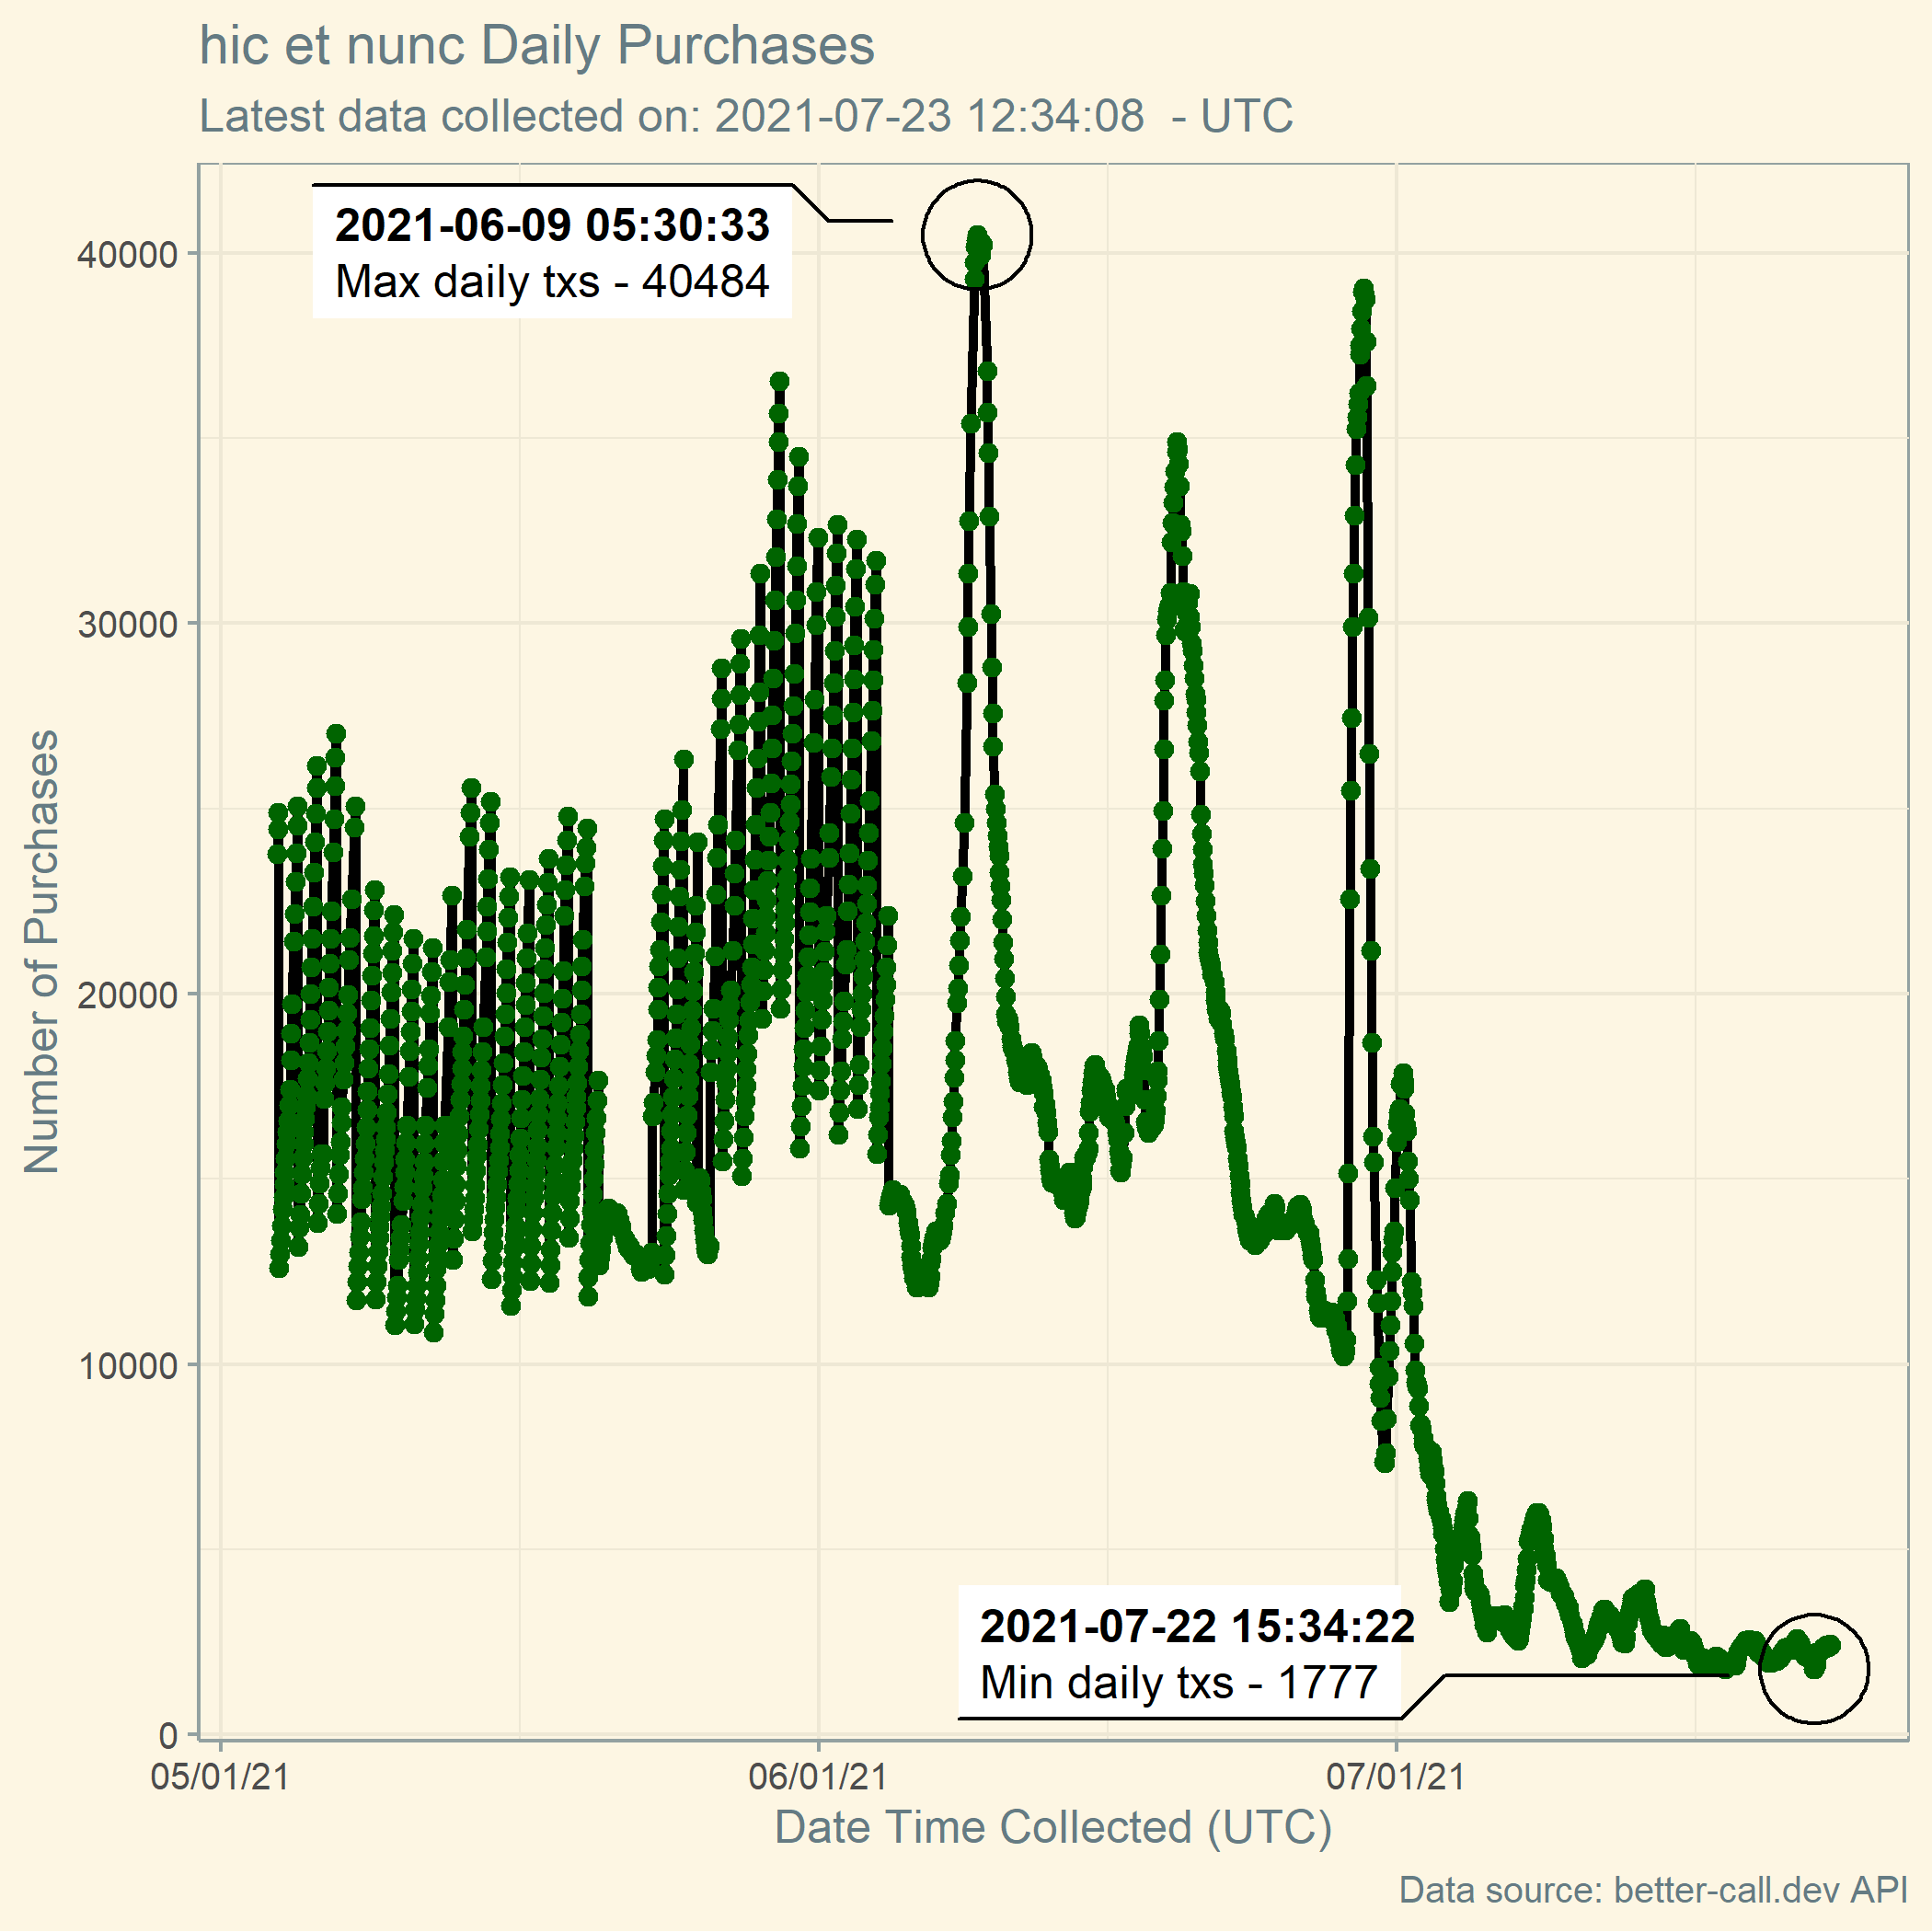 hic et nunc Daily Purchases
Latest data collected on: 2021-07-23 12:34:08  - UTC
2021-06-09 05:30:33
Max daily txs - 40484
40000
30000
20000
10000
0
Number of Purchases
2021-07-22 15:34:22
Min daily txs - 1777
05/01/21
06/01/21
07/01/21
Date Time Collected (UTC)
Data source: better-call.dev API